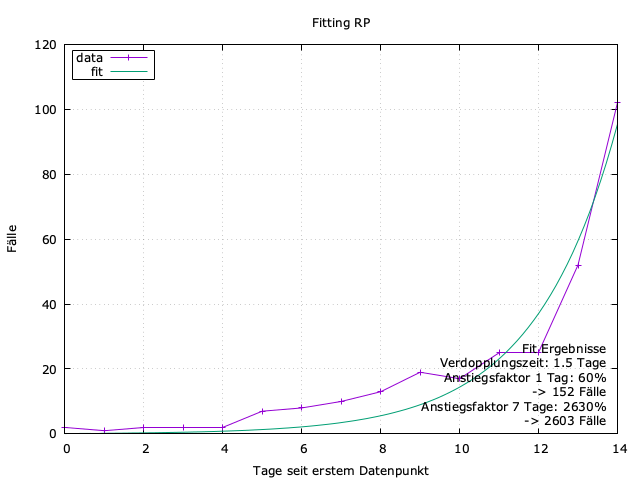 Fitting RP
120
100
80
60
40
20
0
data
fit
Fälle
Fit Ergebnisse
Verdopplungszeit: 1.5 Tage
Anstiegsfaktor 1 Tag: 60%
-> 152 Fälle
Anstiegsfaktor 7 Tage: 2630%
-> 2603 Fälle
0 2 4 6 8 10 12 14
Tage seit erstem Datenpunkt